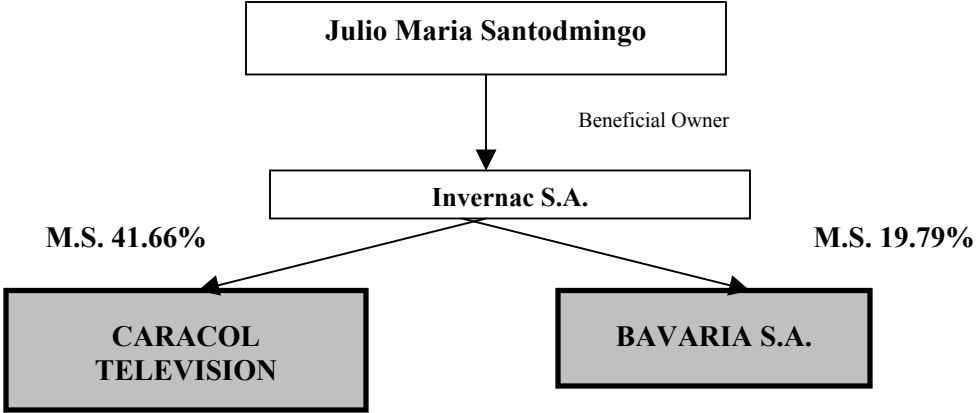 Julio Maria Santodmingo
Beneficial Owner
Invernac S.A.
M.S. 41.66%
M.S. 19.79%
CARACOL
TELEVISION
BAVARIA S.A.